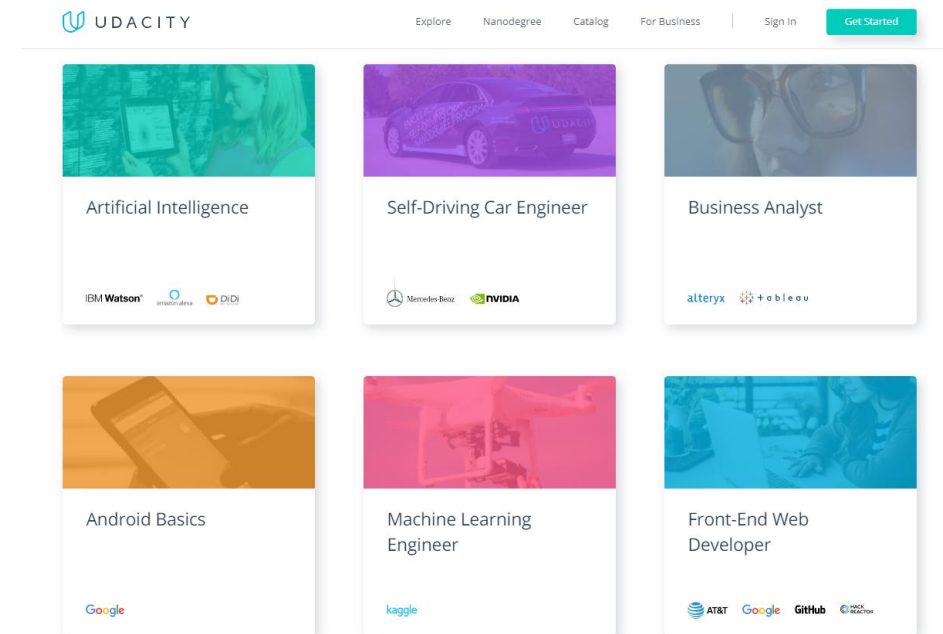 UDACITY
Explore Nanodegree Catalog For Business Sign In Get Started
UDACITY
Artificial Intelligence
Self-Driving Car Engineer
Business Analyst
IBM Watson amazon alexa DiDi
Mercedes-Benz NVIDIA
alteryx +ableau
Android Basics
Machine Learning
Engineer
Front-End Web
Developer
Google
kaggle
AT&T Google GitHub HACK REACTOR